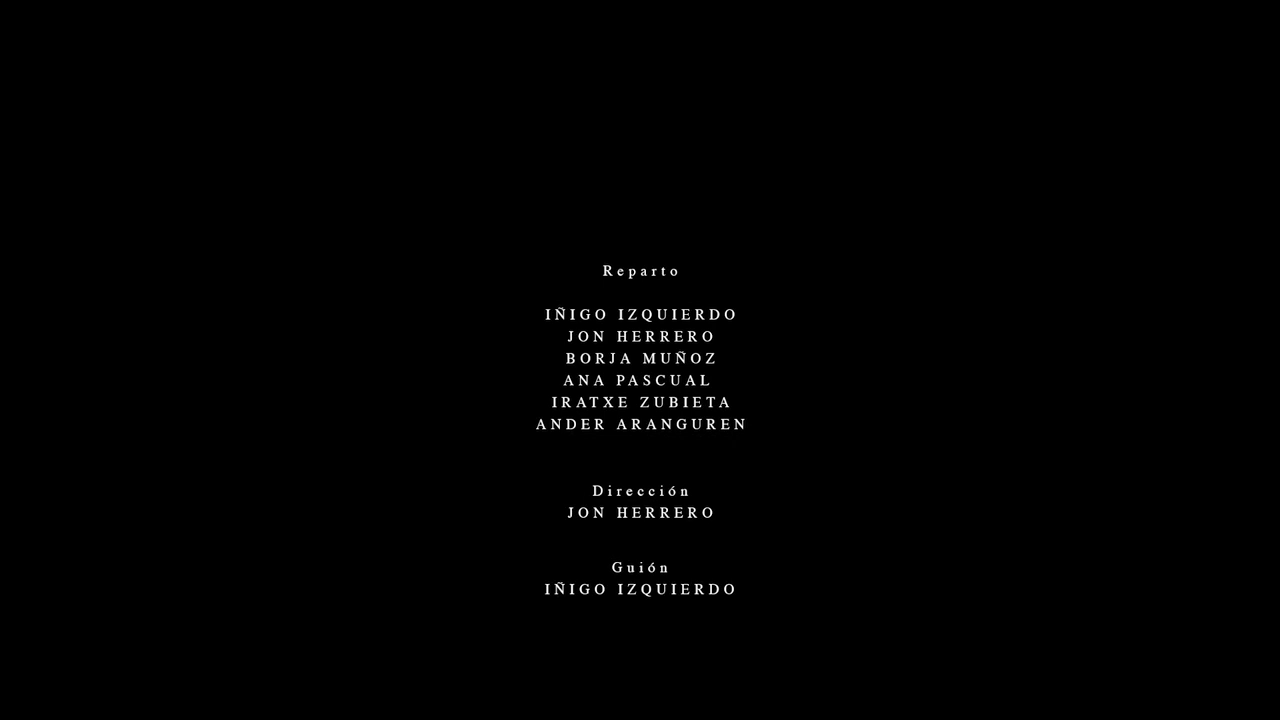 Reparto
IÑIGO IZQUIERDO
JON HERRERO
BORJA MUÑOZ
ANA PASCUAL
IRATXE ZUBIETA
ANDER ARANGUREN
Dirección
JON HERRERO
Guión
IÑIGO IZQUIERDO